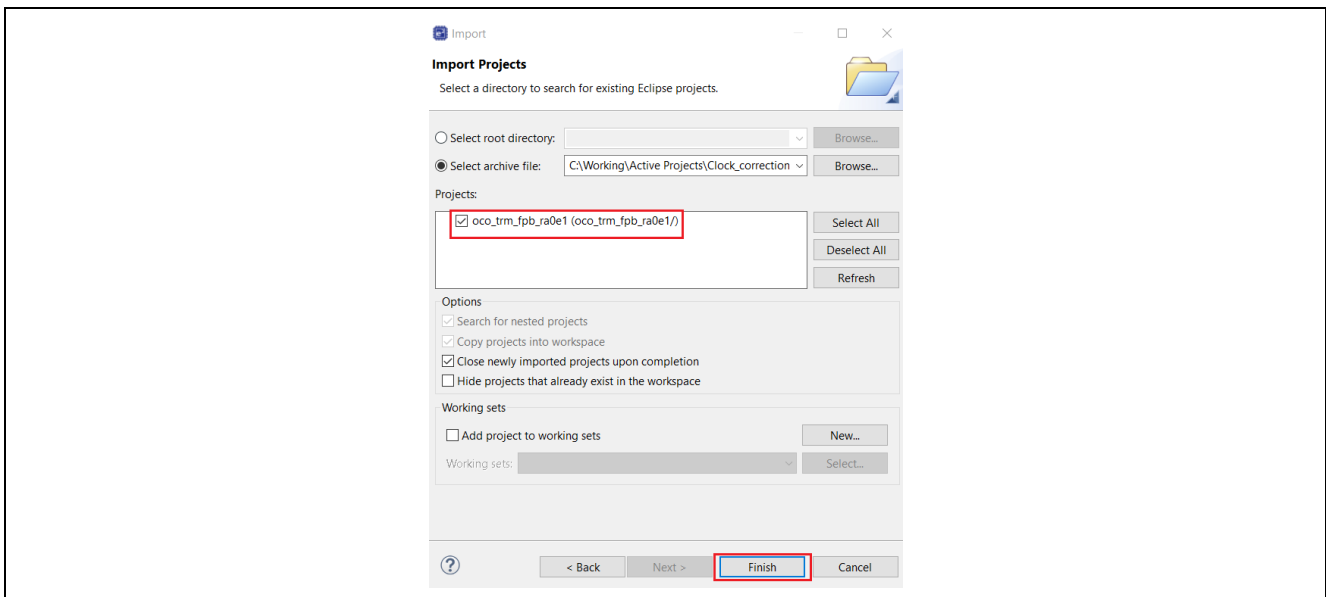 Import
Import Projects
Select a directory to search for existing Eclipse projects.
Select root directory:
Browse...
Select archive file:
C:\Working\Active Projects\Clock_correction
Browse...
Projects:
oco_trm_fpb_ra0e1 (oco_trm_fpb_ra0e1/)
Select All
Deselect All
Refresh
Options
Search for nested projects
Copy projects into workspace
Close newly imported projects upon completion
Hide projects that already exist in the workspace
Working sets
Add project to working sets
New...
Working sets:
Select...
?
< Back
Next >
Finish
Cancel